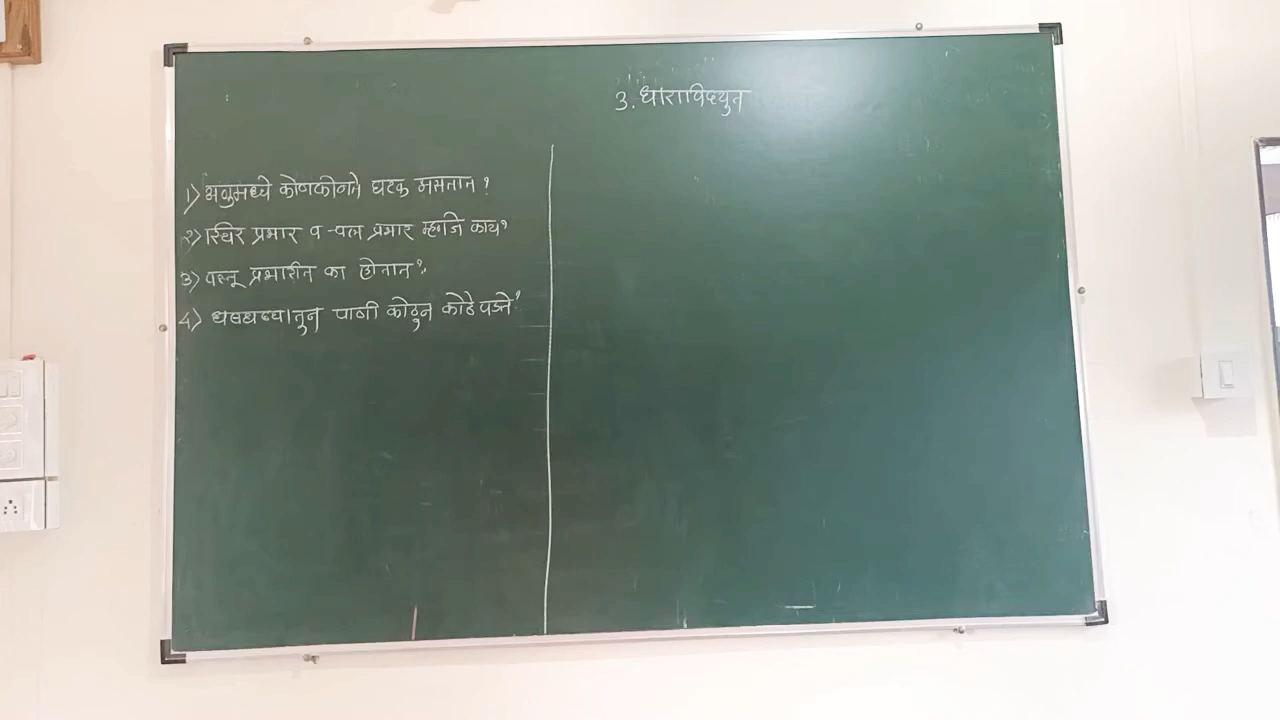 3. धाराविद्युत
1) अणुमध्ये कोणकोणते घटक असतात ?
2) स्थिर प्रभार व चल प्रभार म्हणजे काय ?
3) वस्तू प्रभारीत का होतात ?
4) धबधब्यातुन पाणी कोठुन कोठे पडते ?